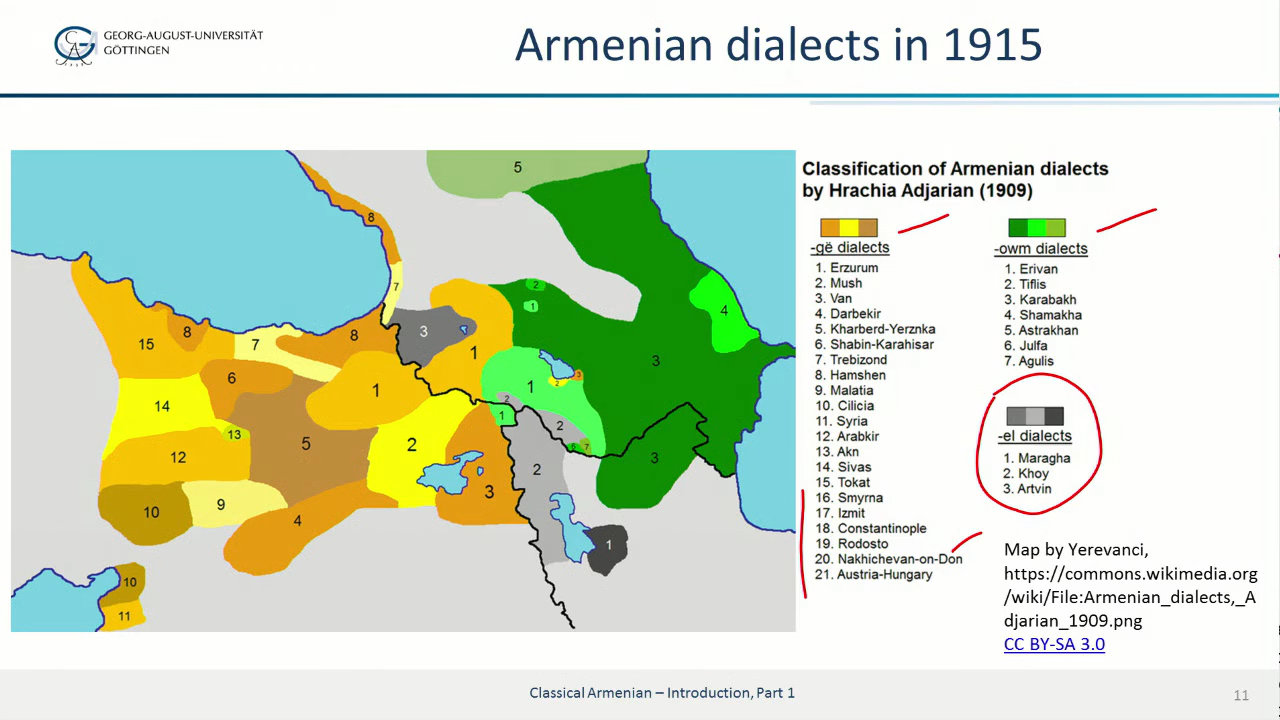 GEORG-AUGUST-UNIVERSITÄT
GÖTTINGEN
Armenian dialects in 1915
5
8
7
4
3
2
1
3
8
15
8
7
1
3
1
2
3
6
1
14
2
1
2
13
5
12
2
6
7
3
2
3
10
9
4
1
10
11
Classification of Armenian dialects
by Hrachia Adjarian (1909)
-gë dialects
1. Erzurum
2. Mush
3. Van
4. Darbekir
5. Kharberd-Yerznka
6. Shabin-Karahisar
7. Trebizond
8. Hamshen
9. Malatia
10. Cilicia
11. Syria
12. Arabkir
13. Akn
14. Sivas
15. Tokat
16. Smyrna
17. Izmit
18. Constantinople
19. Rodosto
20. Nakhichevan-on-Don
21. Austria-Hungary
-owm dialects
1. Erivan
2. Tiflis
3. Karabakh
4. Shamakha
5. Astrakhan
6. Julfa
7. Agulis
-el dialects
1. Maragha
2. Khoy
3. Artvin
Map by Yerevanci,
https://commons.wikimedia.org
/wiki/File:Armenian_dialects,_A
djarian_1909.png
CC BY-SA 3.0
Classical Armenian – Introduction, Part 1
11